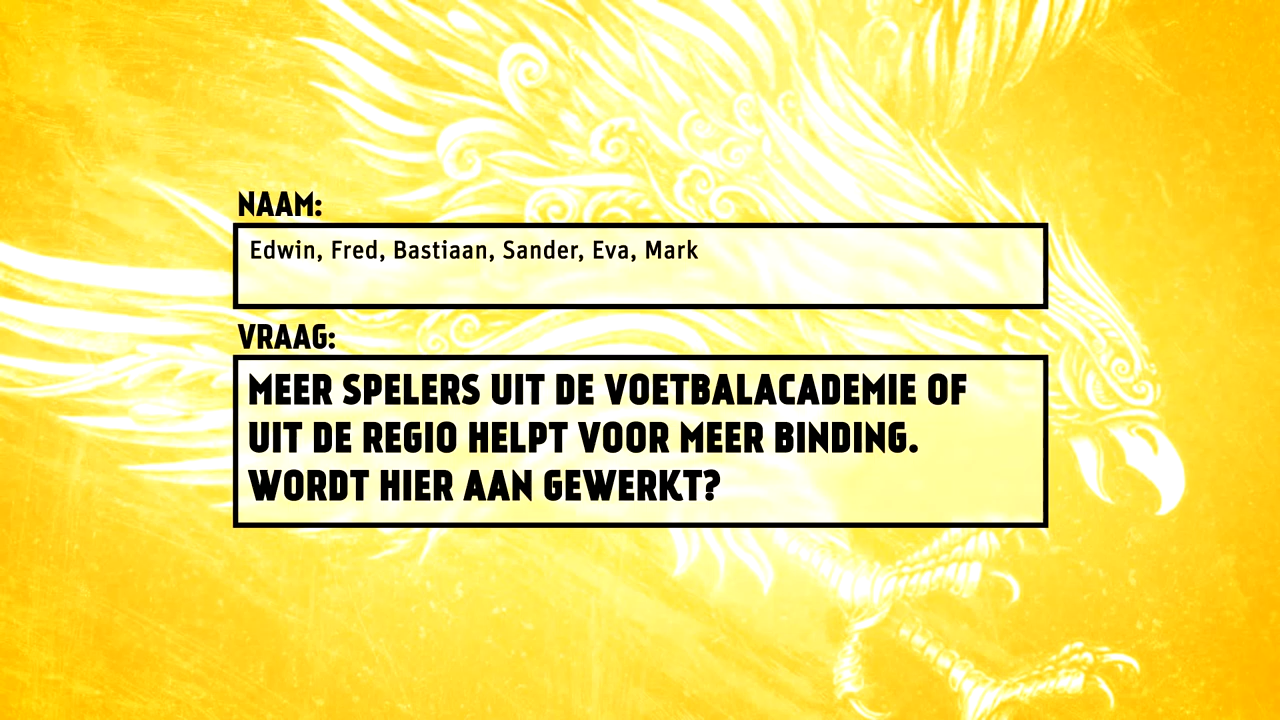 NAAM:
Edwin, Fred, Bastiaan, Sander, Eva, Mark
VRAAG:
MEER SPELERS UIT DE VOETBALACADEMIE OF
UIT DE REGIO HELPT VOOR MEER BINDING.
WORDT HIER AAN GEWERKT?